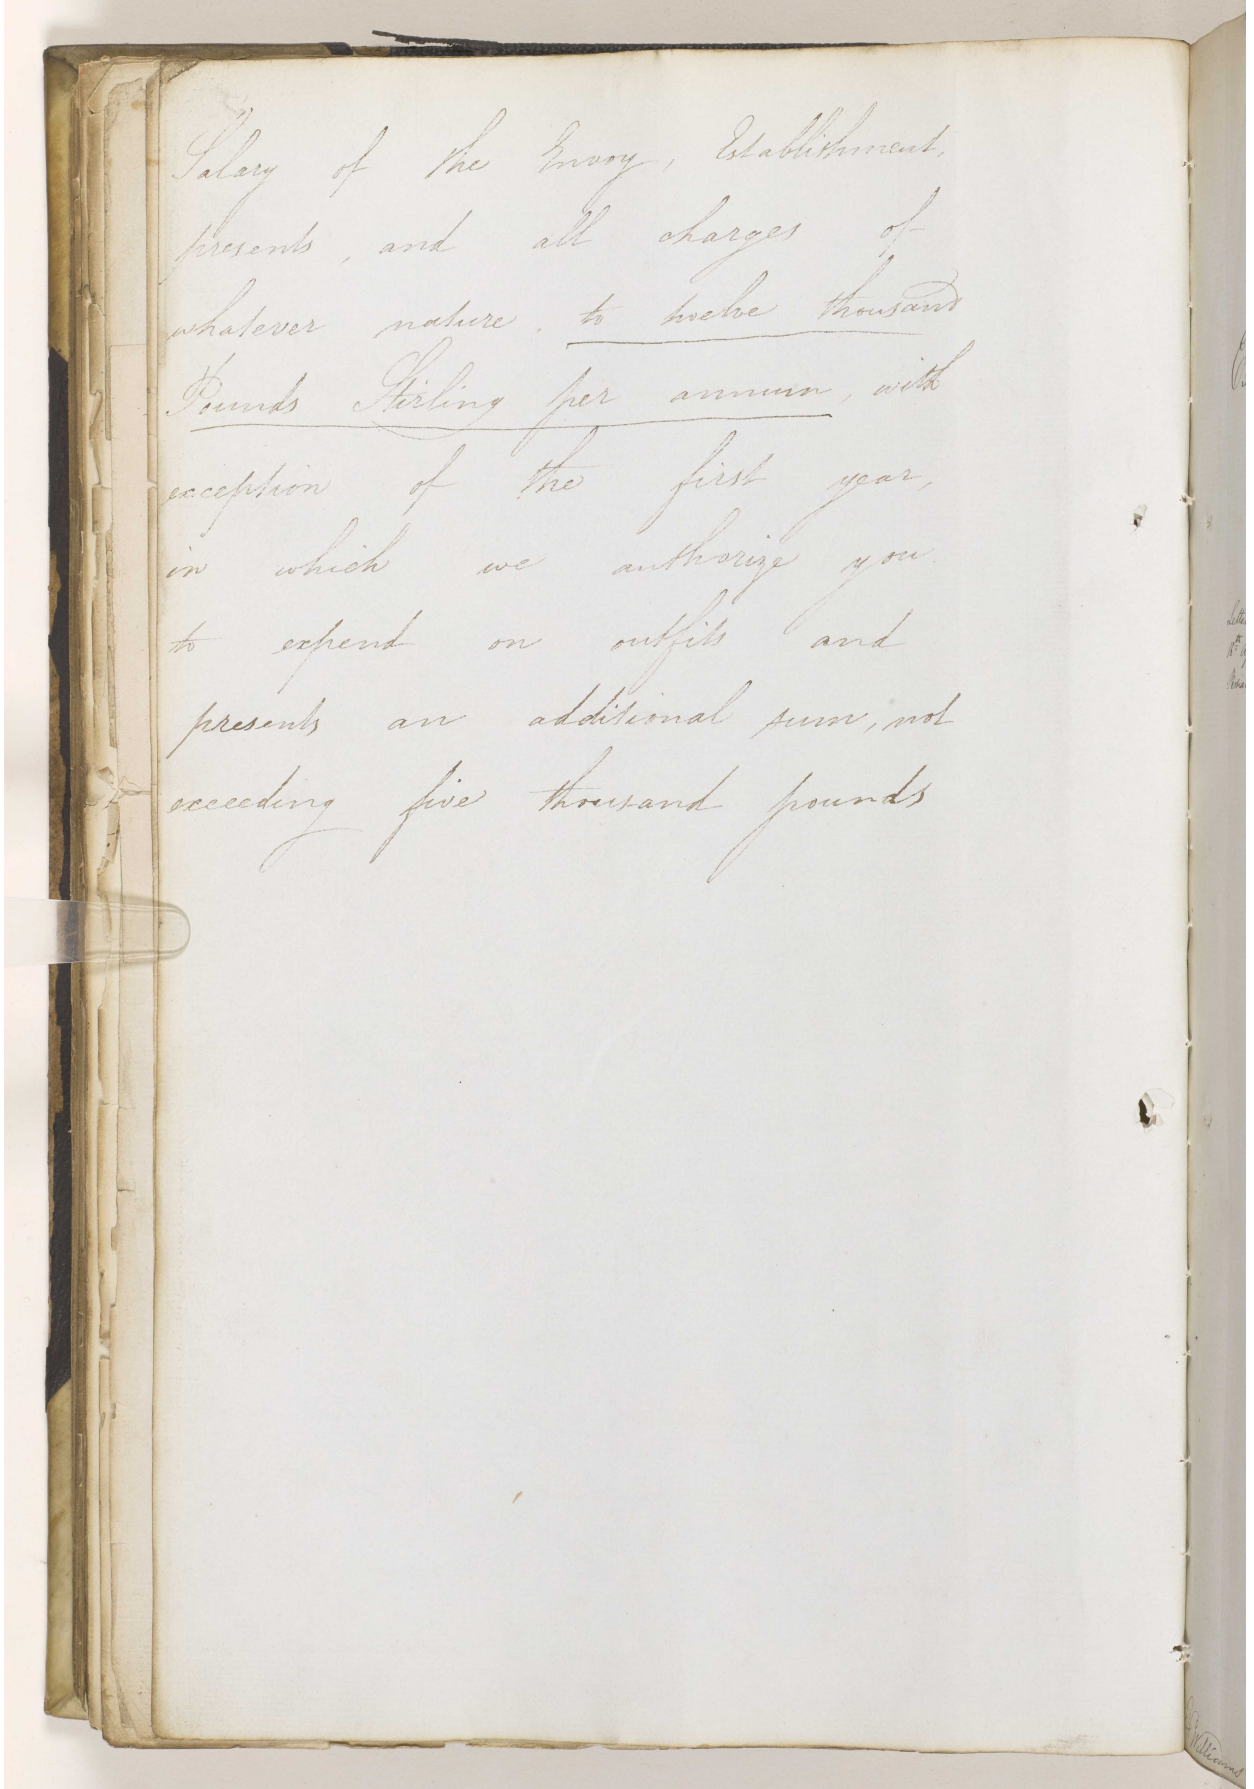 Salary of the Envoy, Establishment,
presents, and all charges of
whatever nature. to twelve thousand
Pounds Stirling per annum, with
exception of the first year,
in which we authorize you
to expend on outfits and
presents an additional sum, not
exceeding five thousand pounds